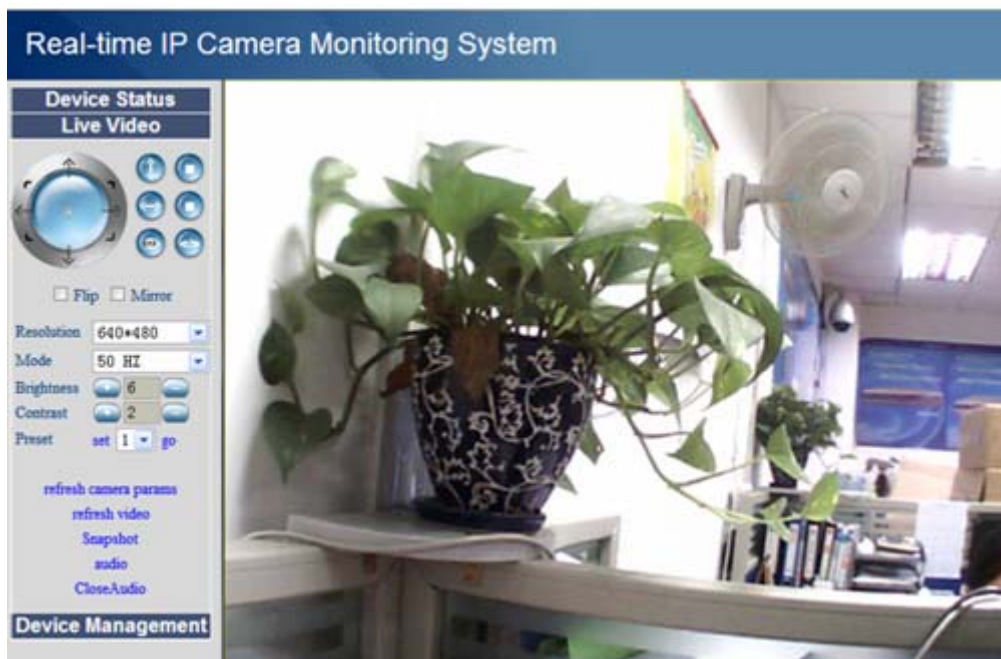 Real-time IP Camera Monitoring System
Device Status
Live Video
Flip Mirror
Resolution 640*480
Mode 50 HZ
Brightness 6
Contrast 2
Preset set 1 go
refresh camera params
refresh video
Snapshot
audio
CloseAudio
Device Management